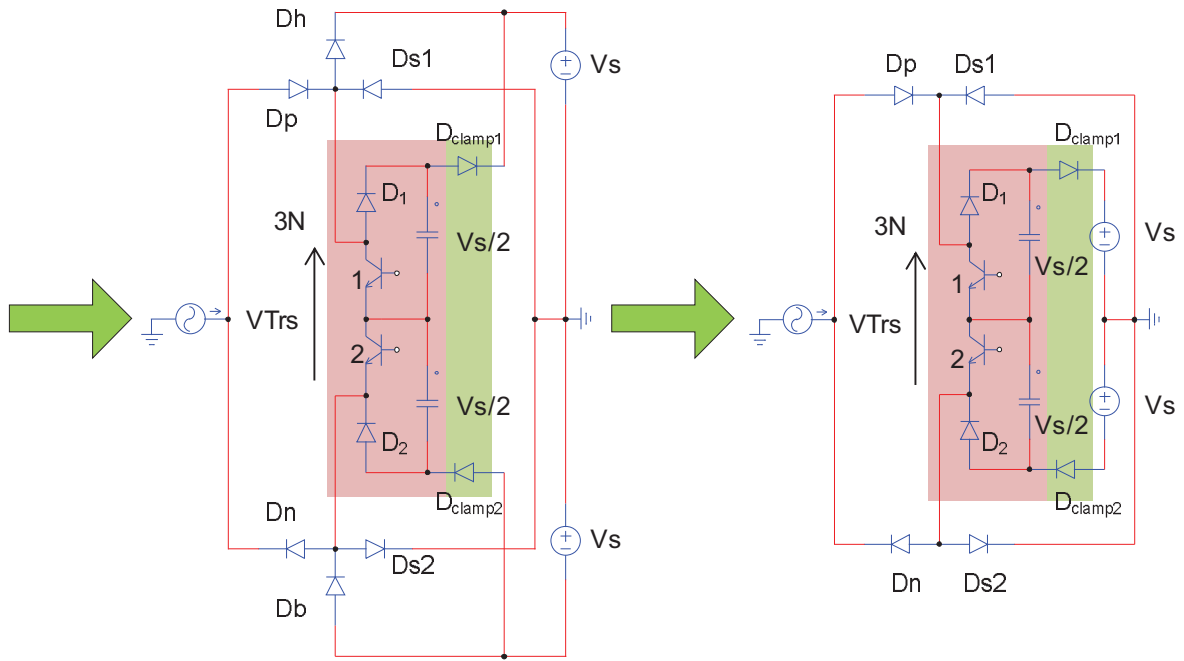 Dh
Vs
Ds1
Dp
Dclamp1
D1
3N
Vs/2
1
VTrs
2
Vs/2
D2
Dclamp2
Dn
Vs
Ds2
Db
Dp
Ds1
Dclamp1
D1
3N
Vs
Vs/2
1
VTrs
2
Vs
Vs/2
D2
Dclamp2
Dn
Ds2